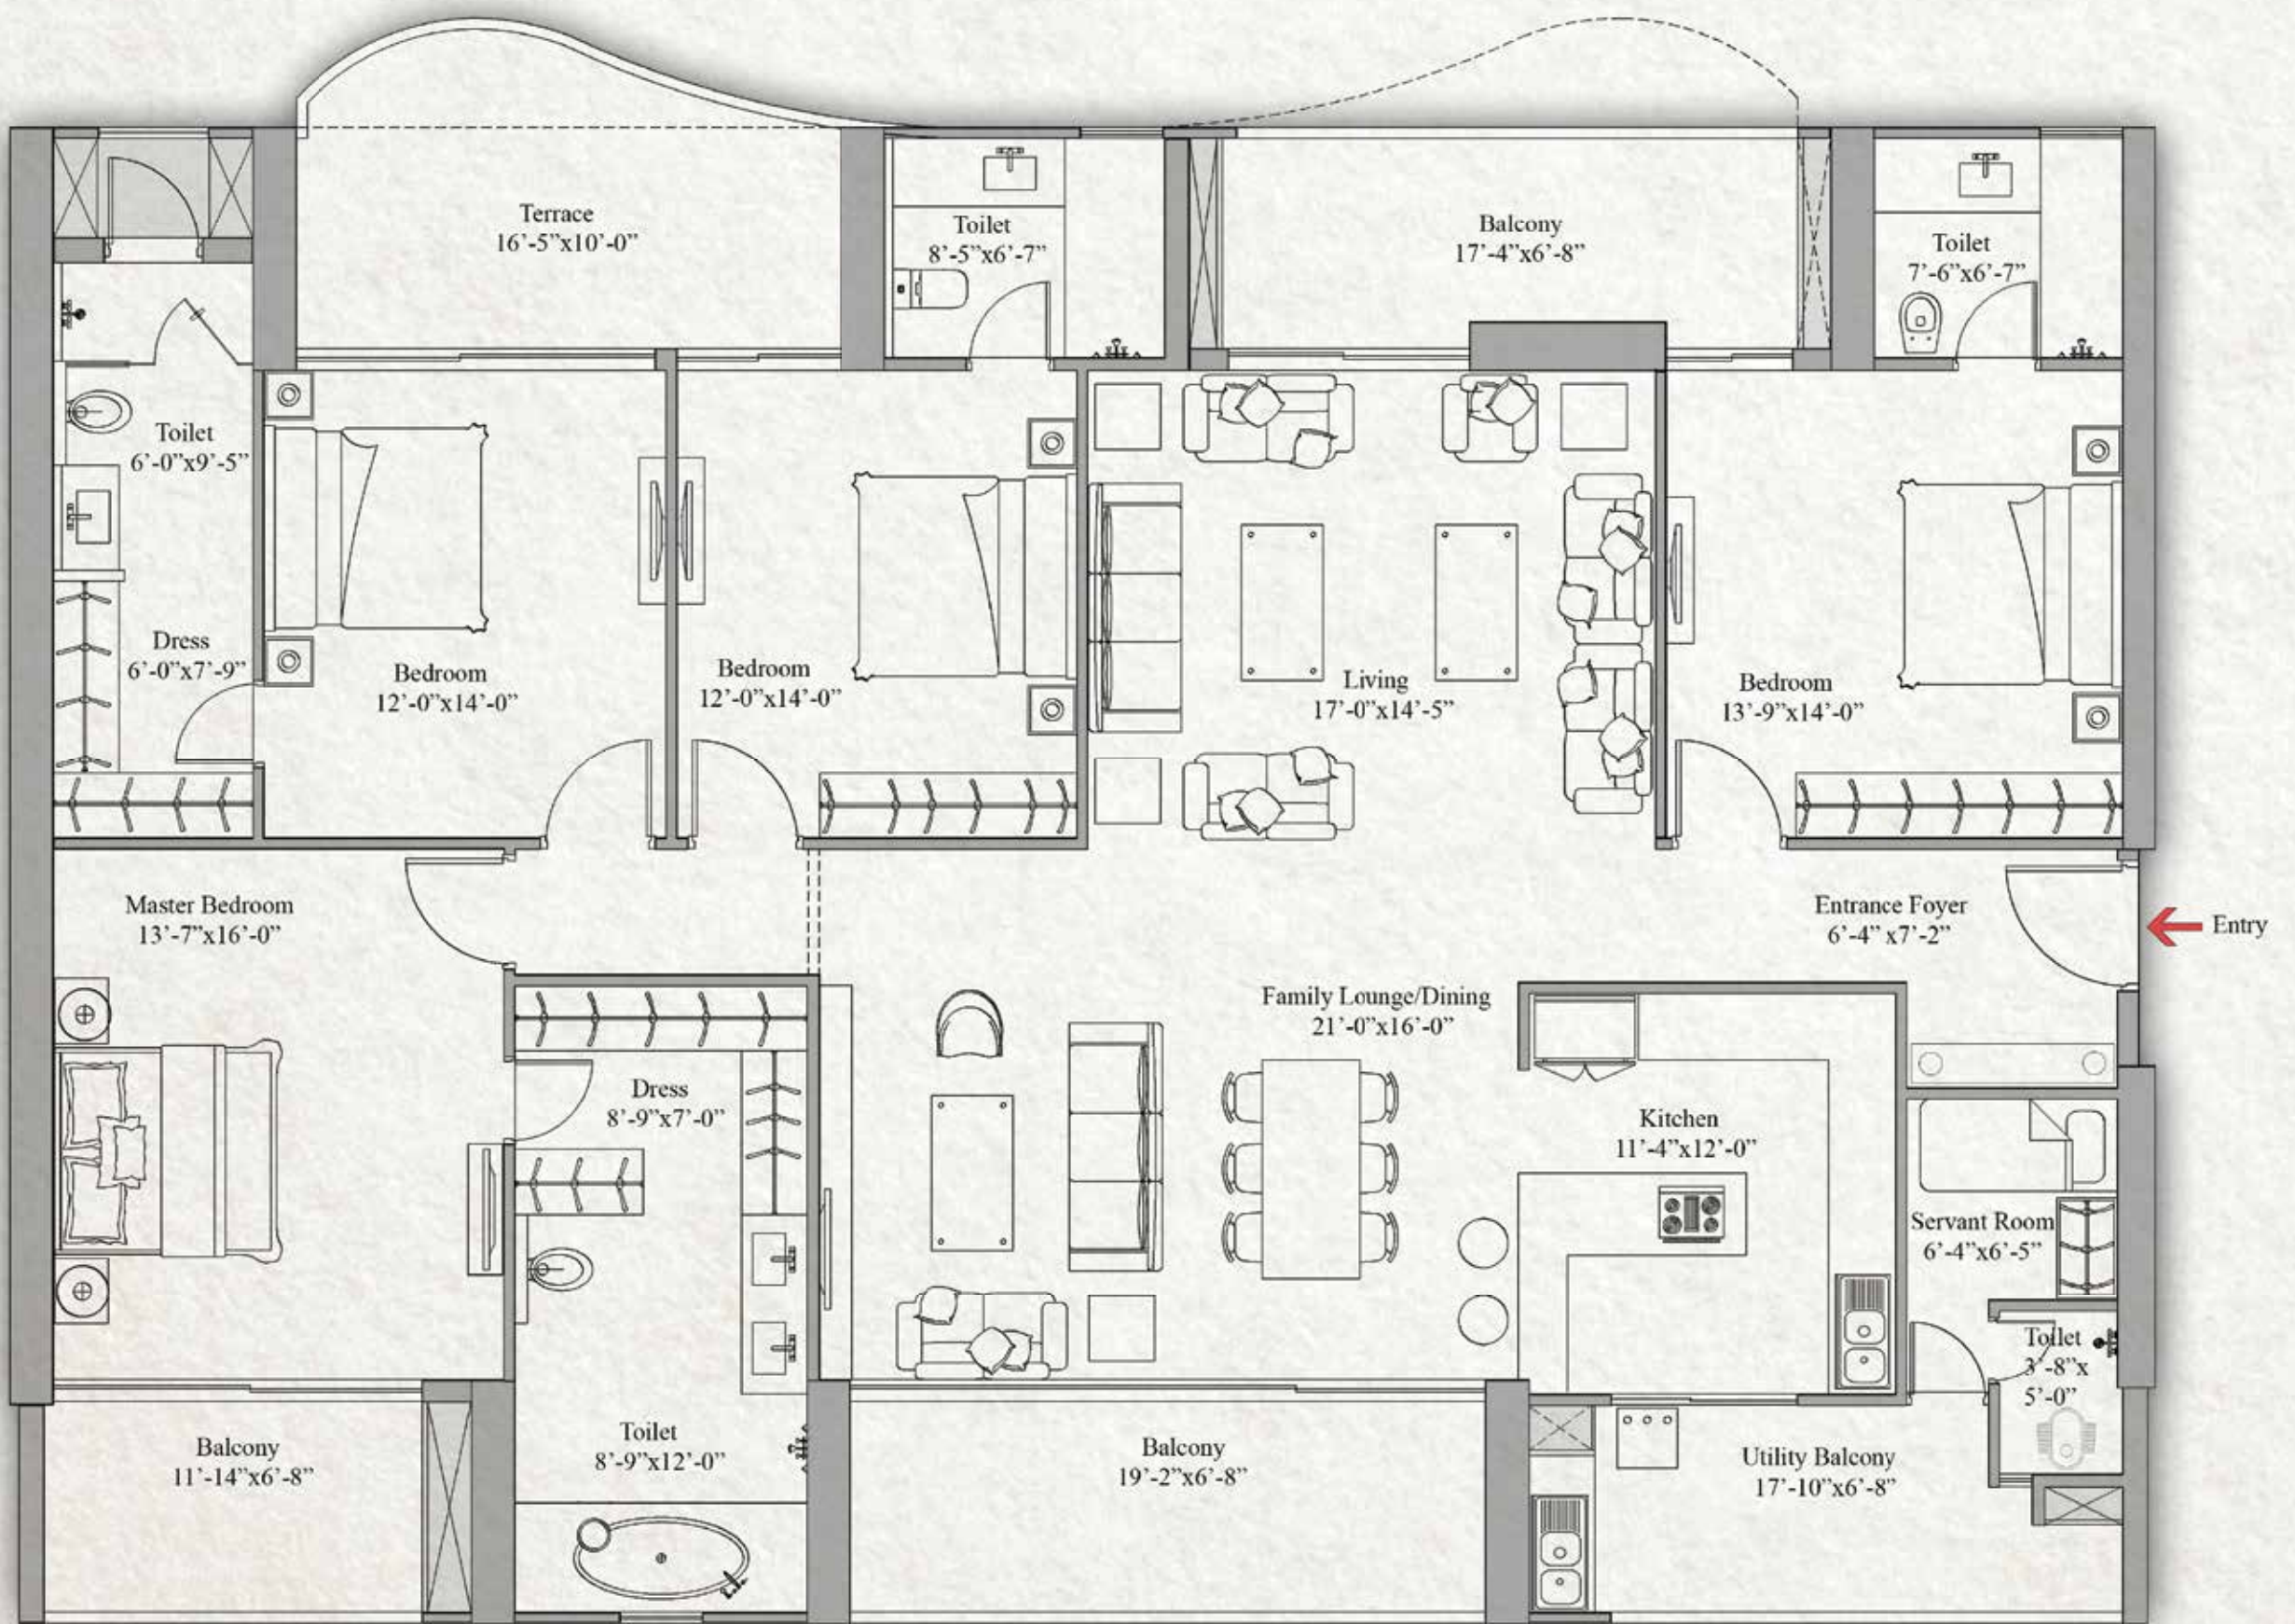 Terrace
16’-5”x10’-0”
Toilet
8’-5”x6’-7”
Balcony
17’-4”x6’-8”
Toilet
7’-6”x6’-7”
Toilet
6’-0”x9’-5”
Dress
6’-0”x7’-9”
Bedroom
12’-0”x14’-0”
Bedroom
12’-0”x14’-0”
Living
17’-0”x14’-5”
Bedroom
13’-9”x14’-0”
Master Bedroom
13’-7”x16’-0”
Entrance Foyer
6’-4” x7’-2”
Entry
Family Lounge/Dining
21’-0”x16’-0”
Dress
8’-9”x7’-0”
Kitchen
11’-4”x12’-0”
Servant Room
6’-4”x6’-5”
Toilet
3’-8”x
5’-0”
Toilet
8’-9”x12’-0”
Balcony
11’-14”x6’-8”
Balcony
19’-2”x6’-8”
Utility Balcony
17’-10”x6’-8”